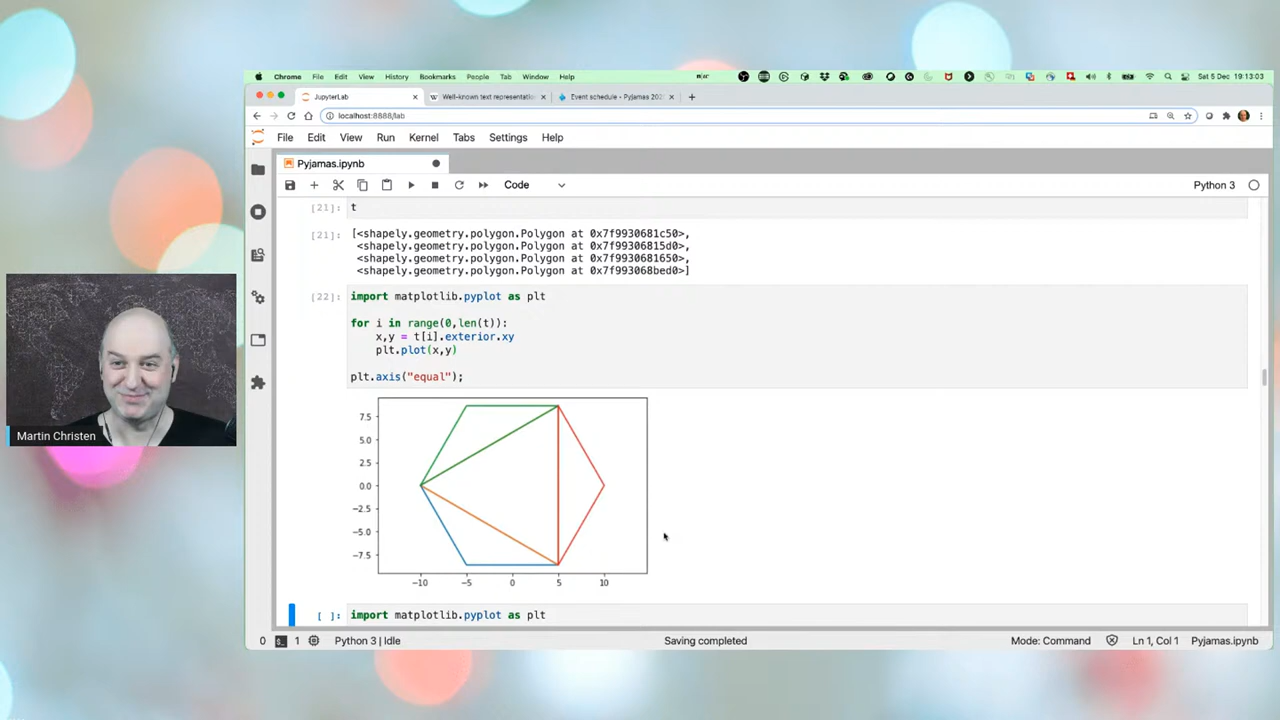 Chrome File Edit View History Bookmarks People Tab Window Help Sat 5 Dec 19:13:03
JupyterLab Well-known text representatio Event schedule - Pyjamas 202
localhost:8888/lab
File Edit View Run Kernel Tabs Settings Help
Pyjamas.ipynb
Code Python 3
[21]: t
[21]: [<shapely.geometry.polygon.Polygon at 0x7f9930681c50>,
<shapely.geometry.polygon.Polygon at 0x7f99306815d0>,
<shapely.geometry.polygon.Polygon at 0x7f9930681650>,
<shapely.geometry.polygon.Polygon at 0x7f993068bed0>]
[22]: import matplotlib.pyplot as plt
for i in range(0,len(t)):
x,y = t[i].exterior.xy
plt.plot(x,y)
plt.axis("equal");
7.5
5.0
2.5
0.0
−2.5
−5.0
−7.5
−10 −5 0 5 10
Martin Christen
[ ]: import matplotlib.pyplot as plt
0 1 Python 3 | Idle Saving completed Mode: Command Ln 1, Col 1 Pyjamas.ipynb